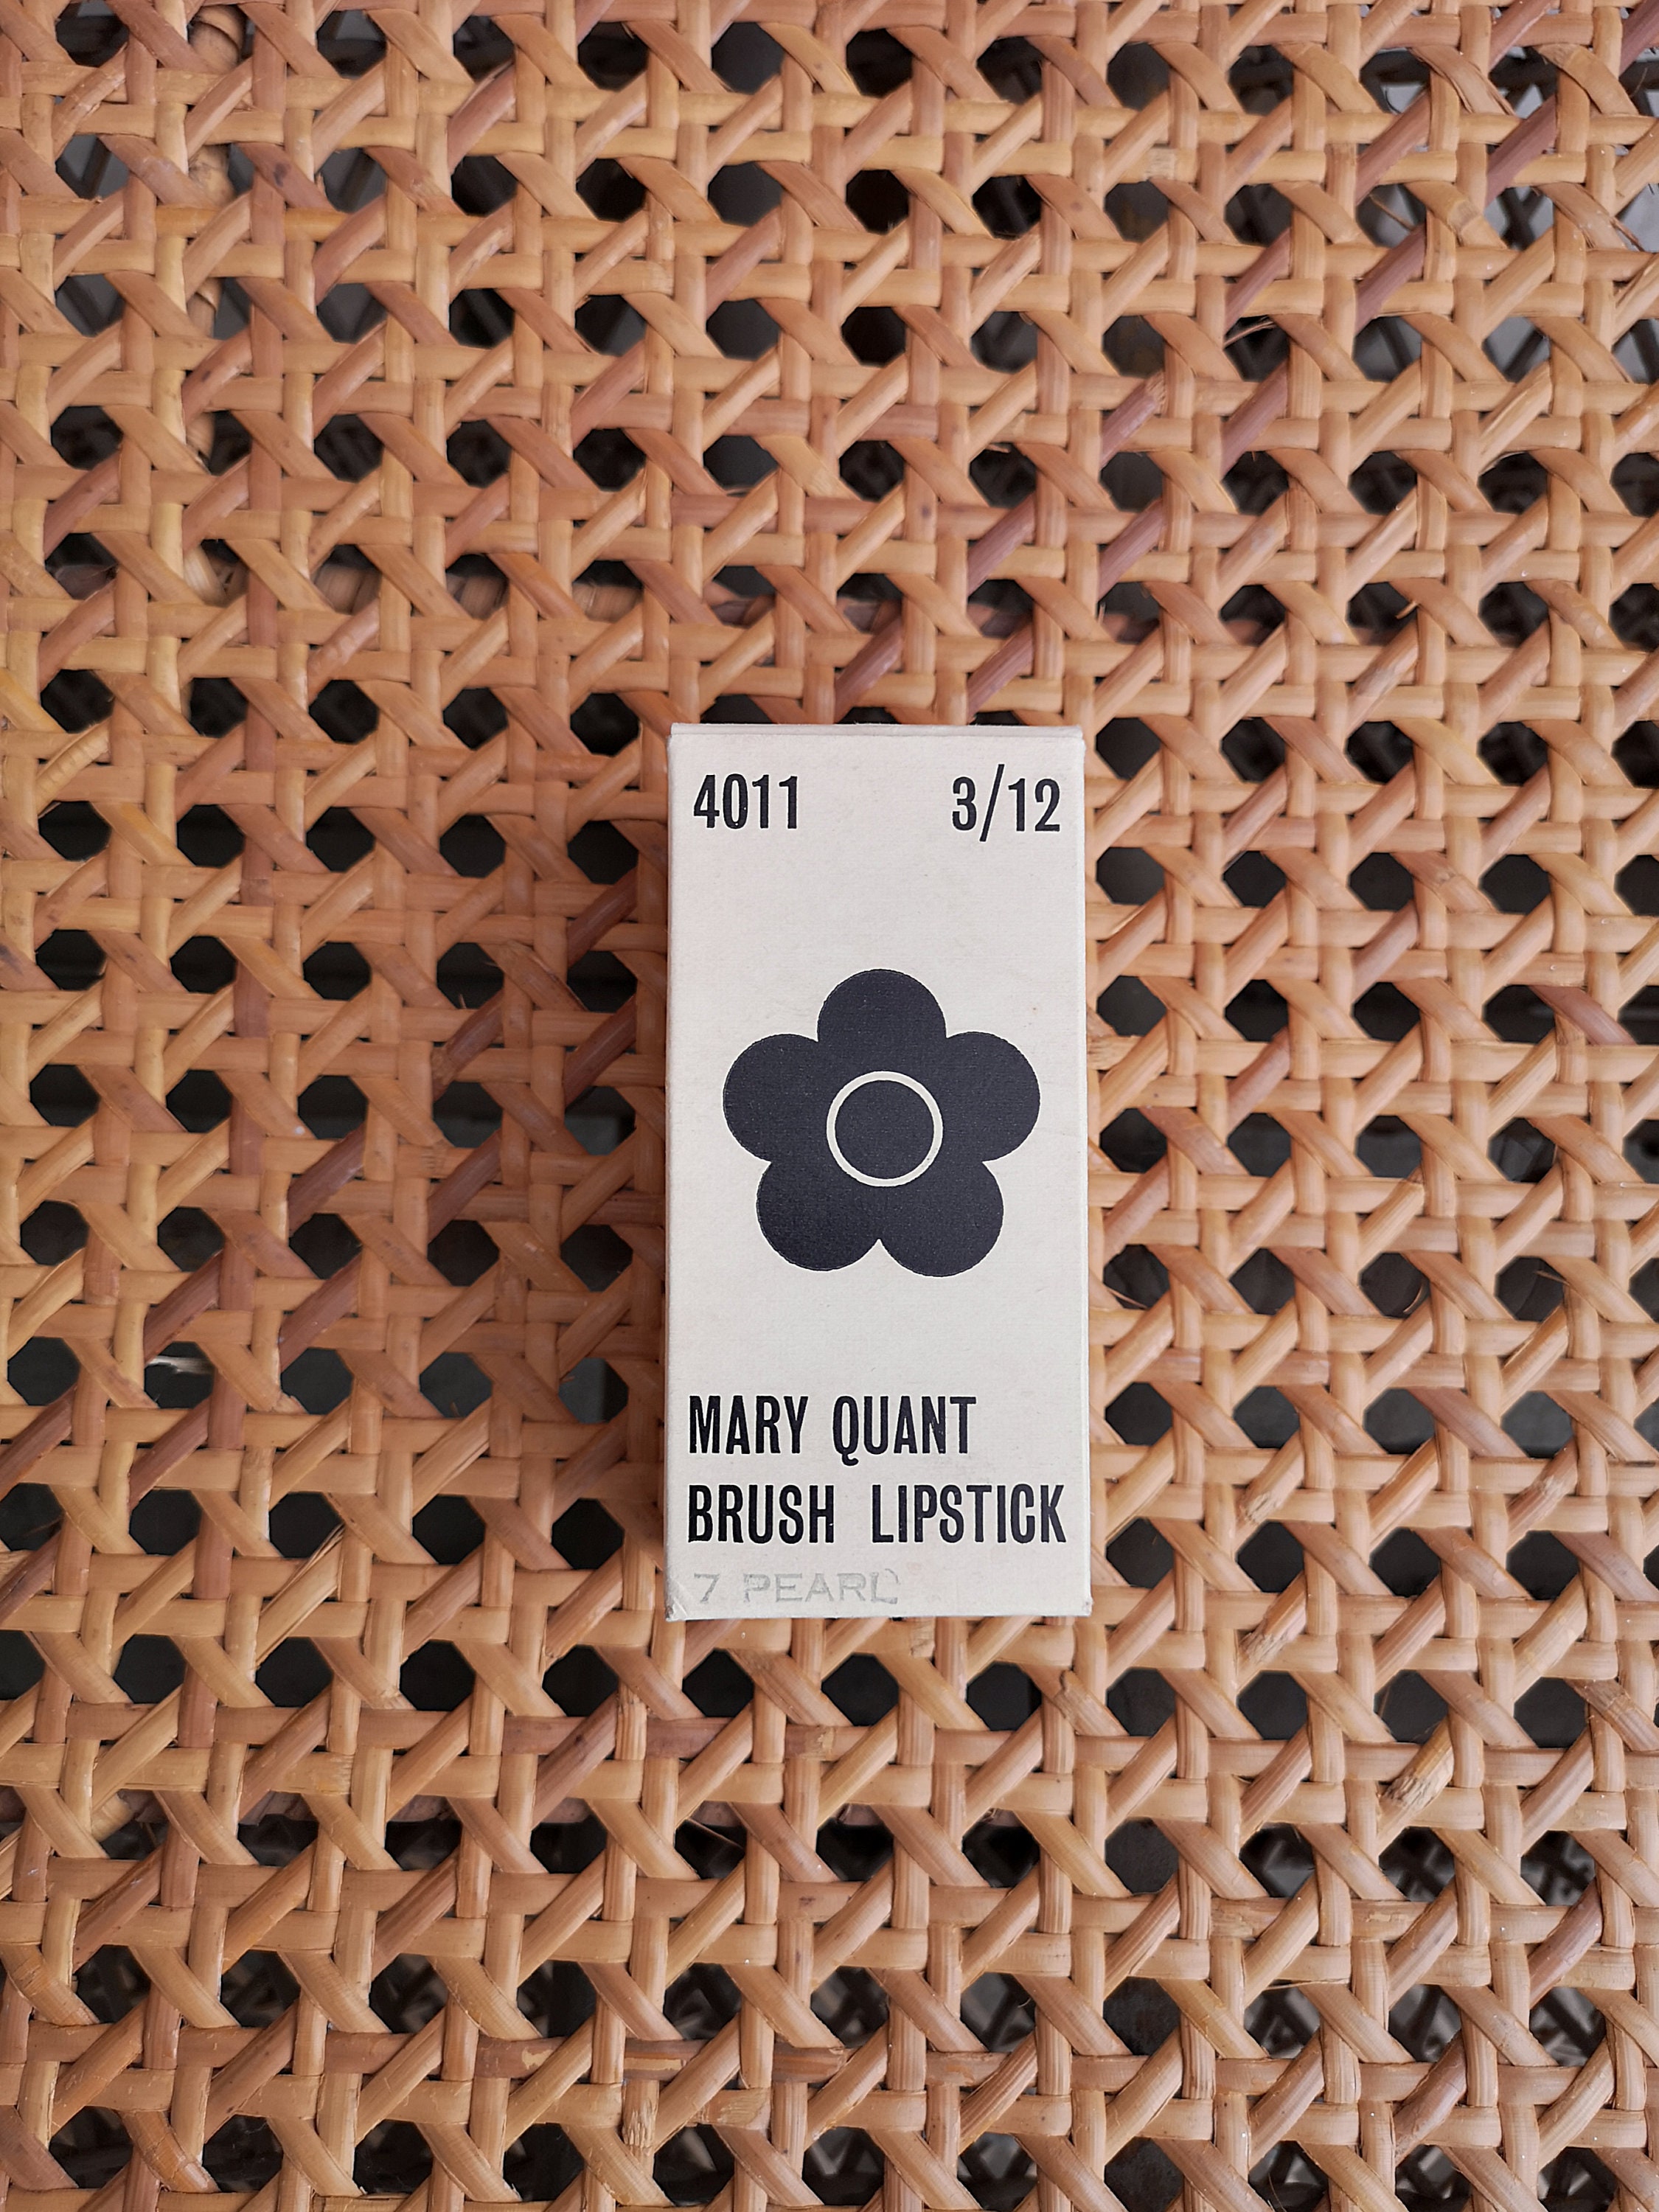 4011 3/12
MARY QUANT
BRUSH LIPSTICK
7 PEARL